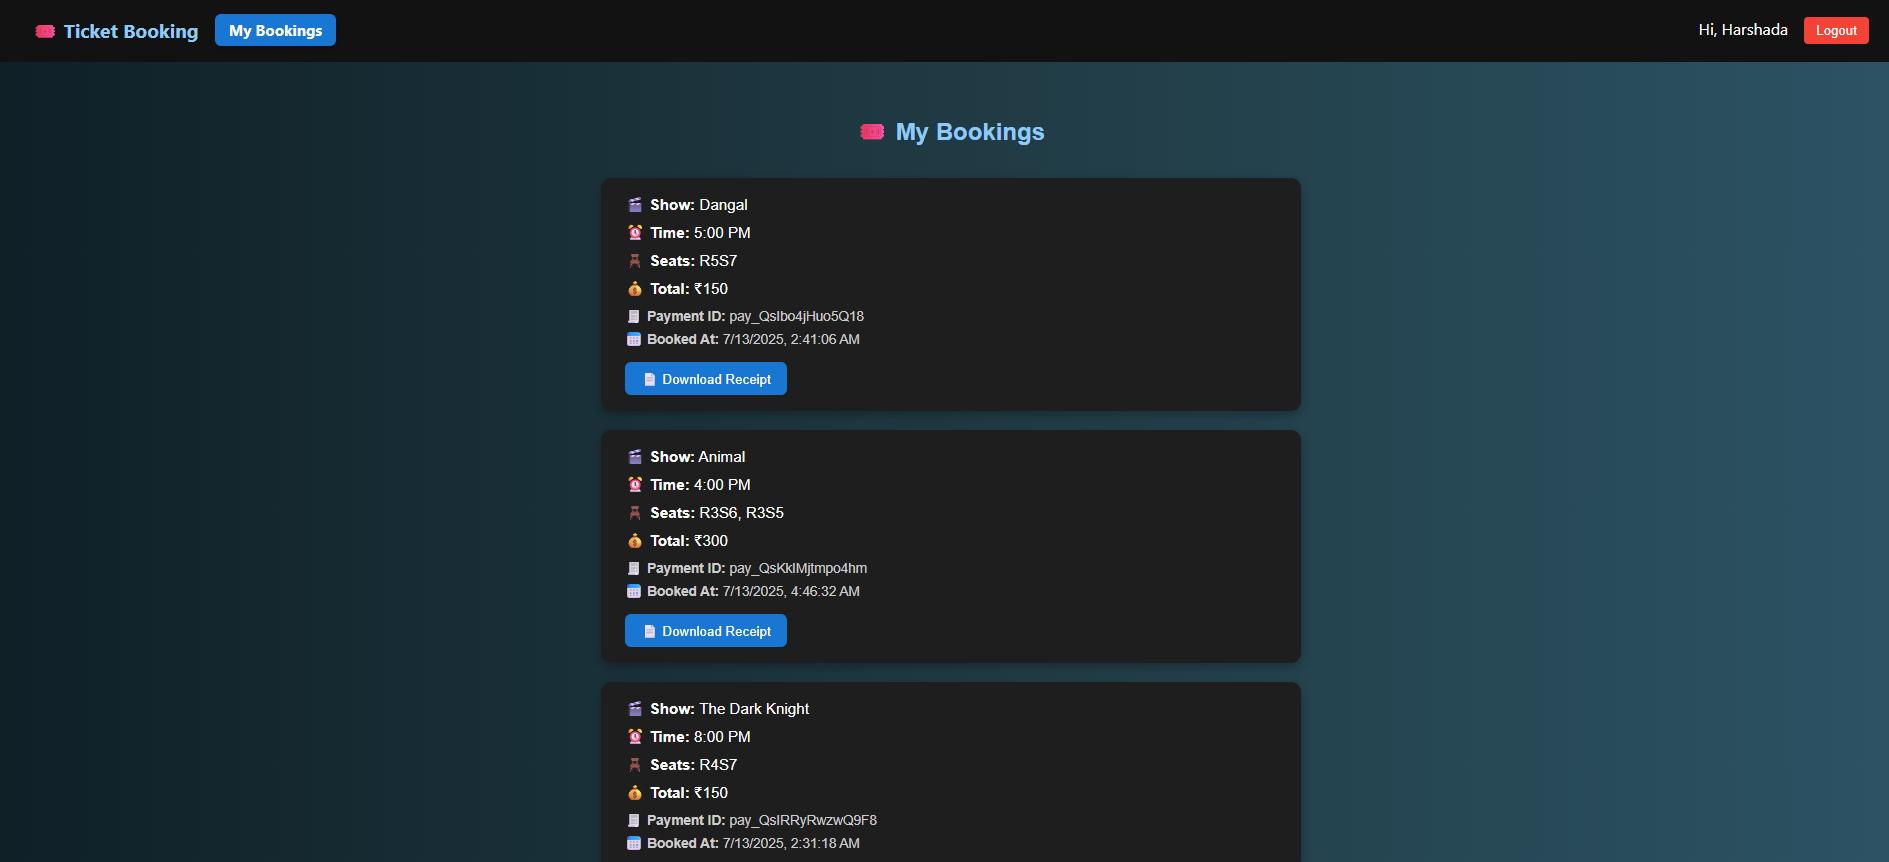 Ticket Booking My Bookings Hi, Harshada Logout
My Bookings
Show: Dangal
Time: 5:00 PM
Seats: R5S7
Total: ₹150
Payment ID: pay_QsIbo4jHuo5Q18
Booked At: 7/13/2025, 2:41:06 AM
Download Receipt
Show: Animal
Time: 4:00 PM
Seats: R3S6, R3S5
Total: ₹300
Payment ID: pay_QsKkIMjtmpo4hm
Booked At: 7/13/2025, 4:46:32 AM
Download Receipt
Show: The Dark Knight
Time: 8:00 PM
Seats: R4S7
Total: ₹150
Payment ID: pay_QsIRRyRwzwQ9F8
Booked At: 7/13/2025, 2:31:18 AM